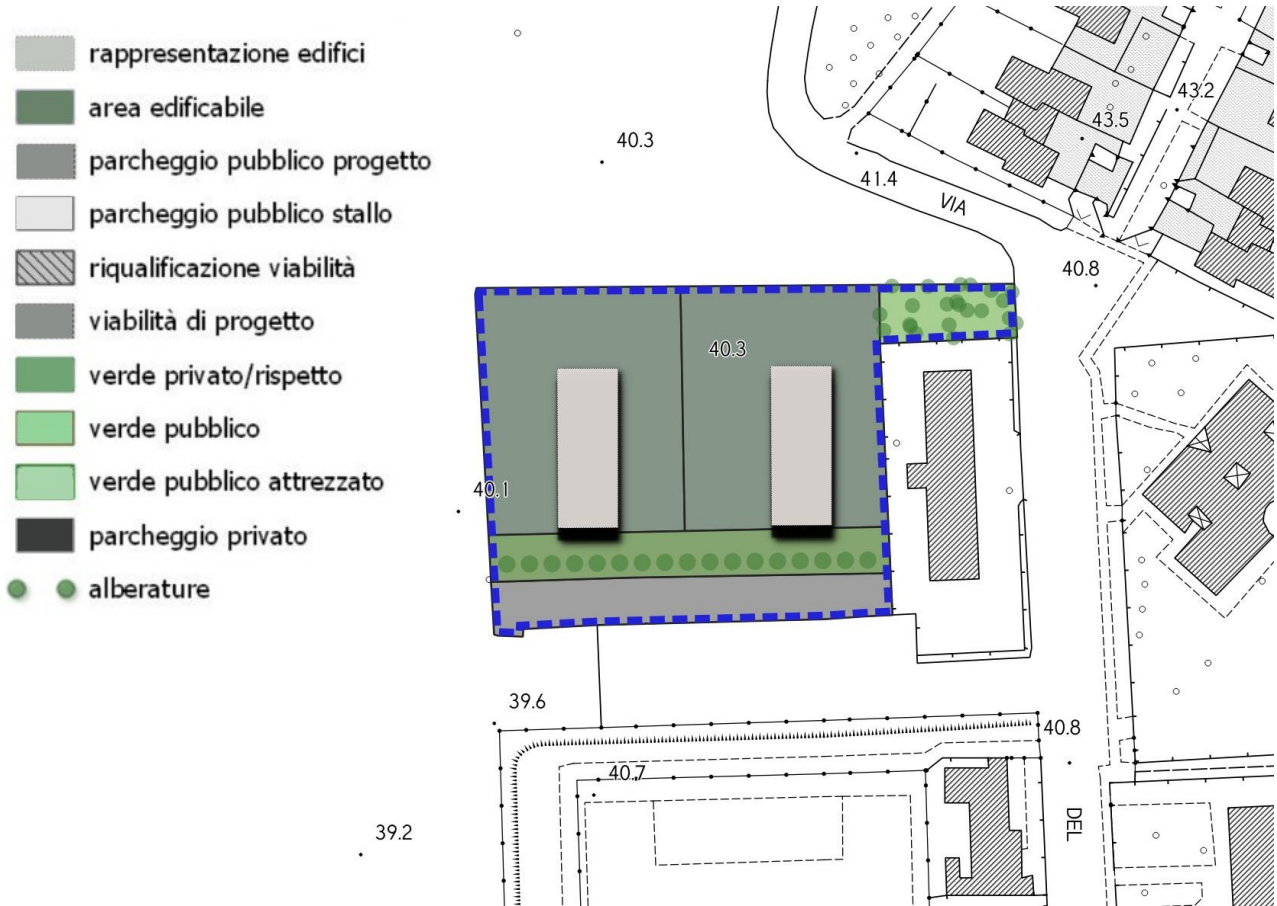 rappresentazione edifici
area edificabile
parcheggio pubblico progetto
parcheggio pubblico stallo
riqualificazione viabilità
viabilità di progetto
verde privato/rispetto
verde pubblico
verde pubblico attrezzato
parcheggio privato
alberature
43.2
43.5
40.3
41.4
VIA
40.8
40.3
40.1
39.6
40.8
40.7
39.2
DEL